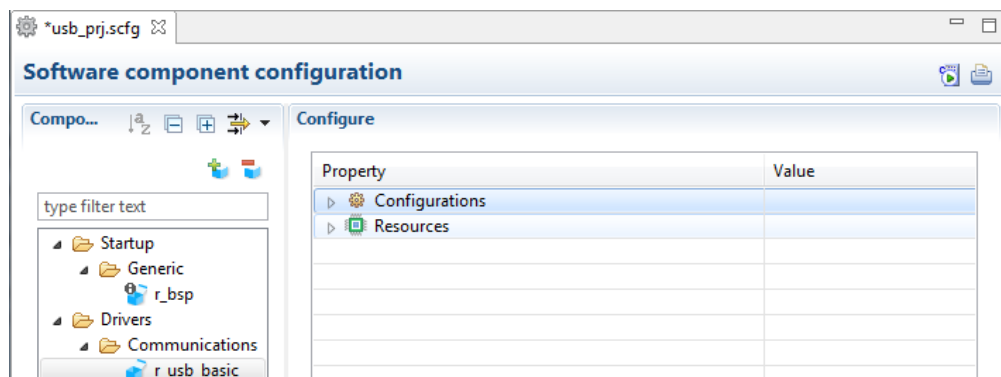 *usb_prj.scfg
Software component configuration
Compo...
Configure
type filter text
Startup
Generic
r_bsp
Drivers
Communications
r_usb_basic
Property Value
Configurations
Resources